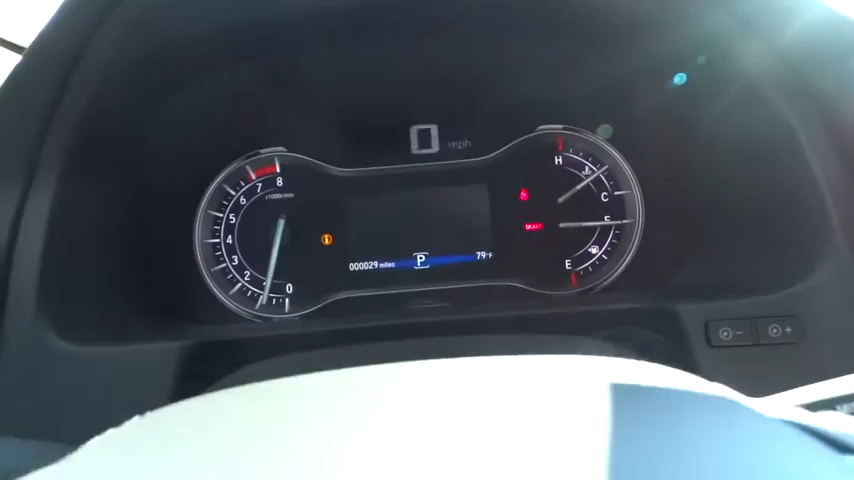 0 mph
8
7
6
5
4
3
2
1
0
x1000r/min
000029 miles
P
79°F
BRAKE
H
C
F
E
- +